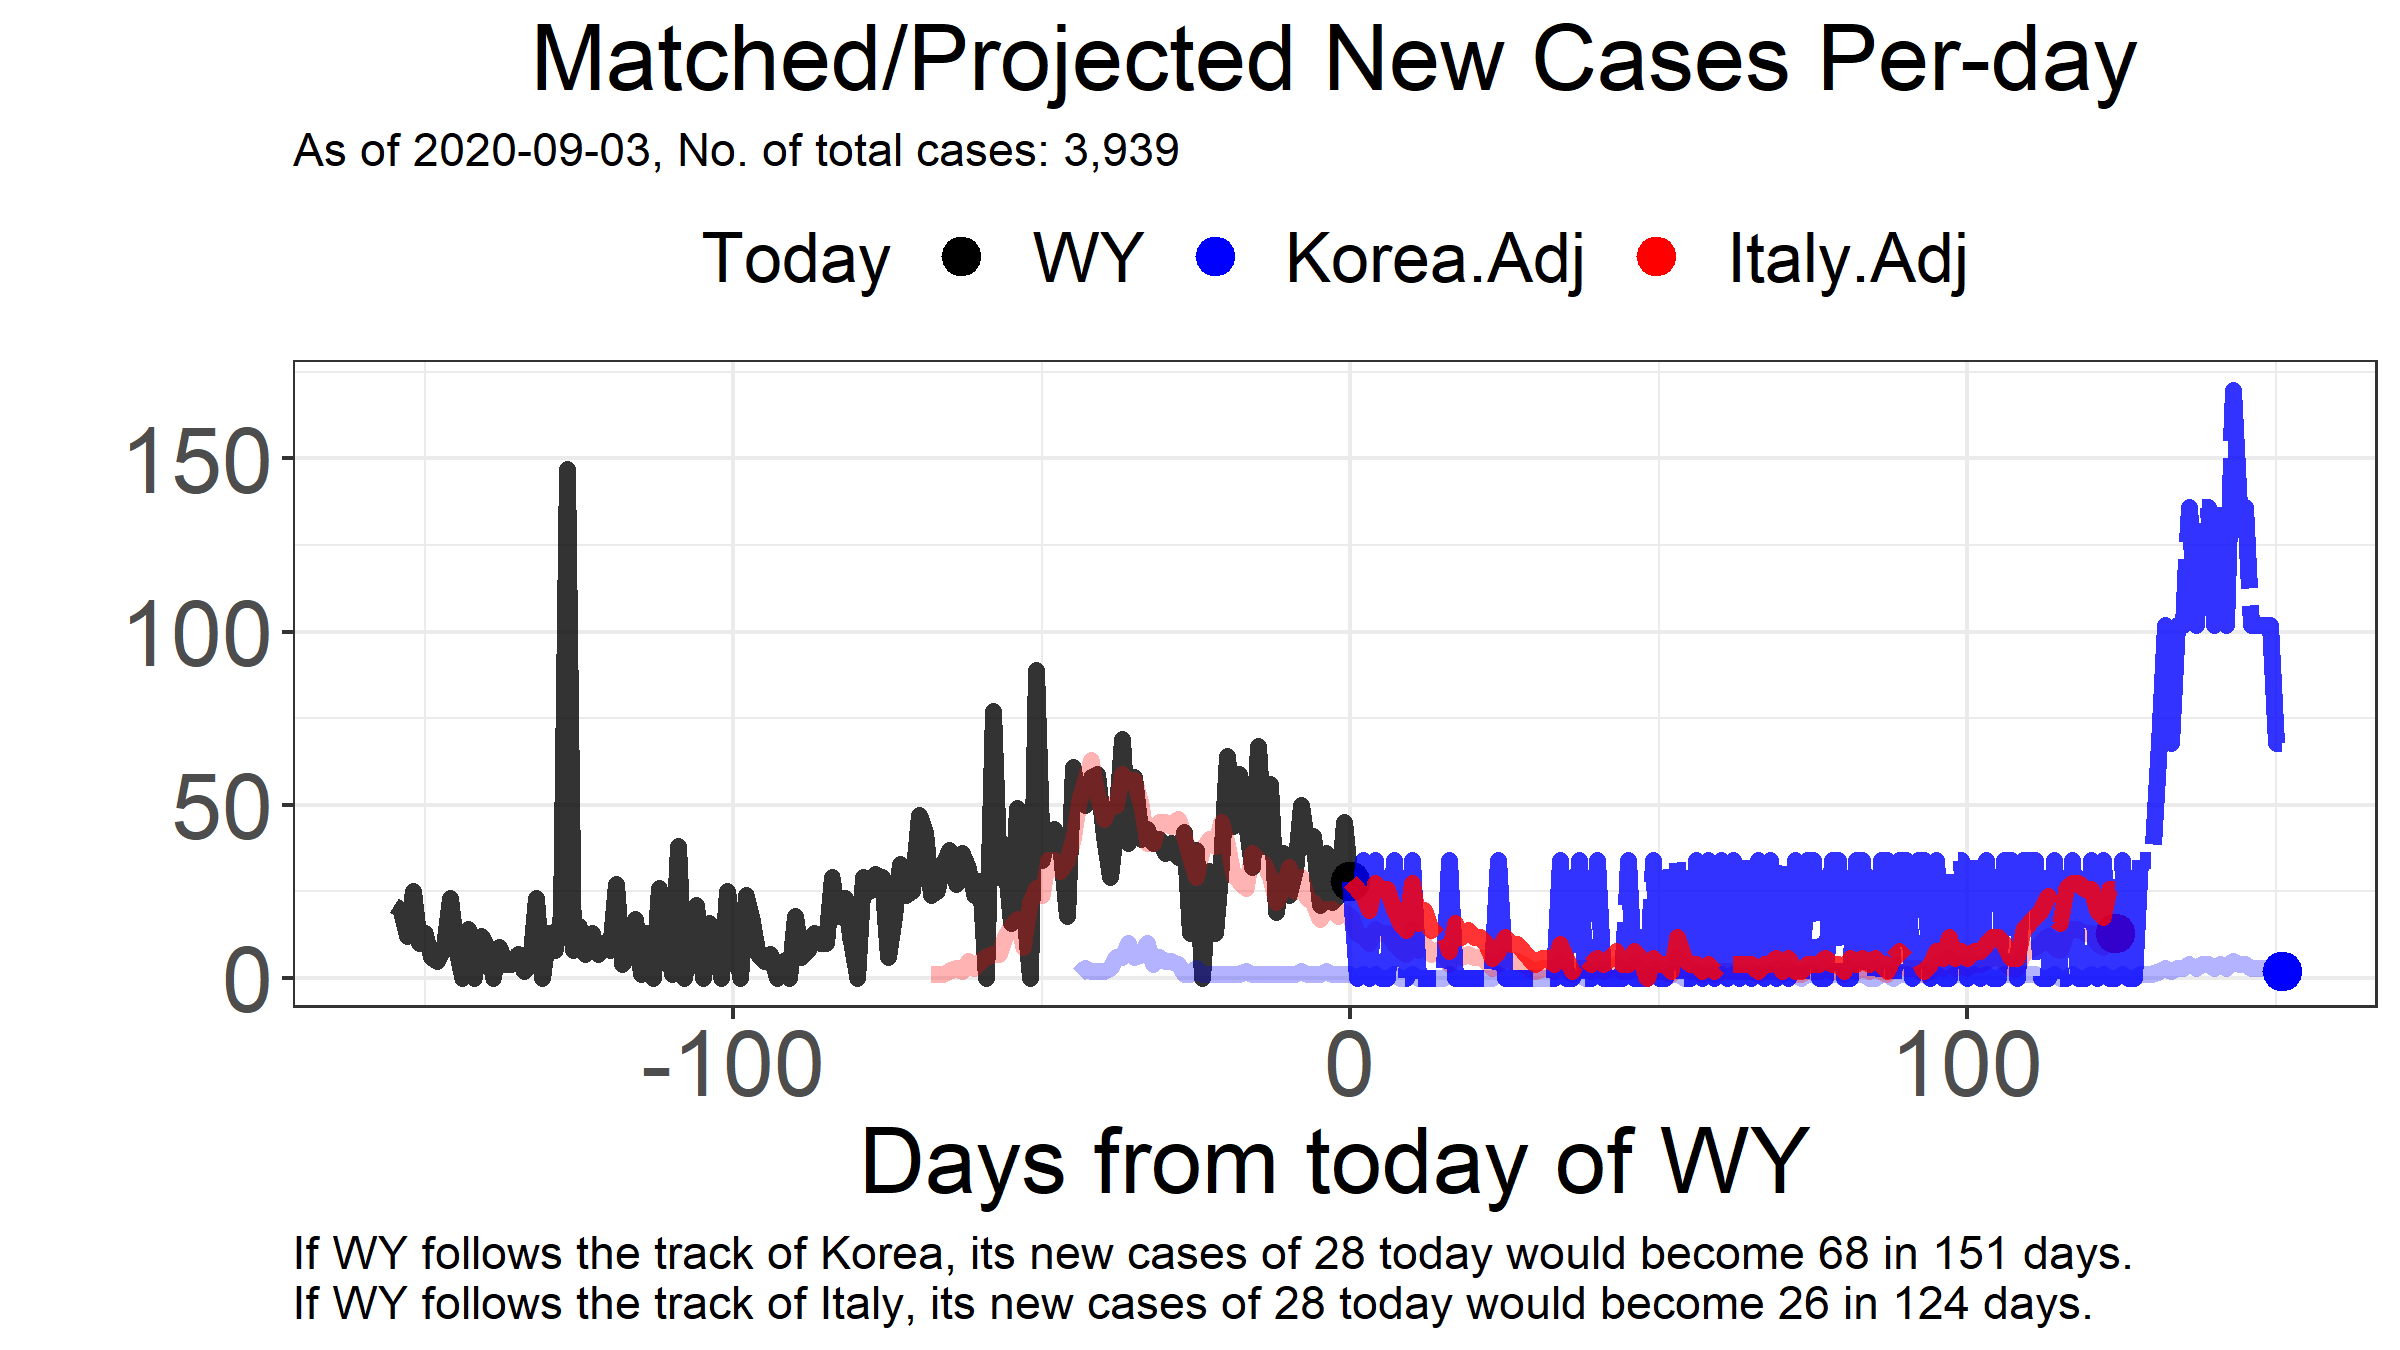 Matched/Projected New Cases Per-day
As of 2020-09-03, No. of total cases: 3,939
Today WY Korea.Adj Italy.Adj
150
100
50
0
-100 0 100
Days from today of WY
If WY follows the track of Korea, its new cases of 28 today would become 68 in 151 days.
If WY follows the track of Italy, its new cases of 28 today would become 26 in 124 days.